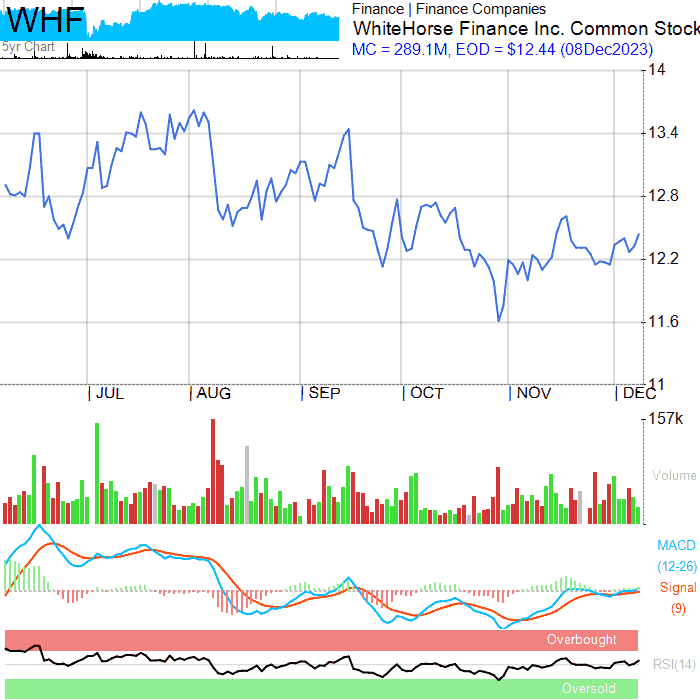 WHF
5yr Chart
Finance | Finance Companies
WhiteHorse Finance Inc. Common Stock
MC = 289.1M, EOD = $12.44 (08Dec2023)
14
13.4
12.8
12.2
11.6
11
JUL AUG SEP OCT NOV DEC
157k
Volume
MACD
(12-26)
Signal
(9)
Overbought
RSI(14)
Oversold